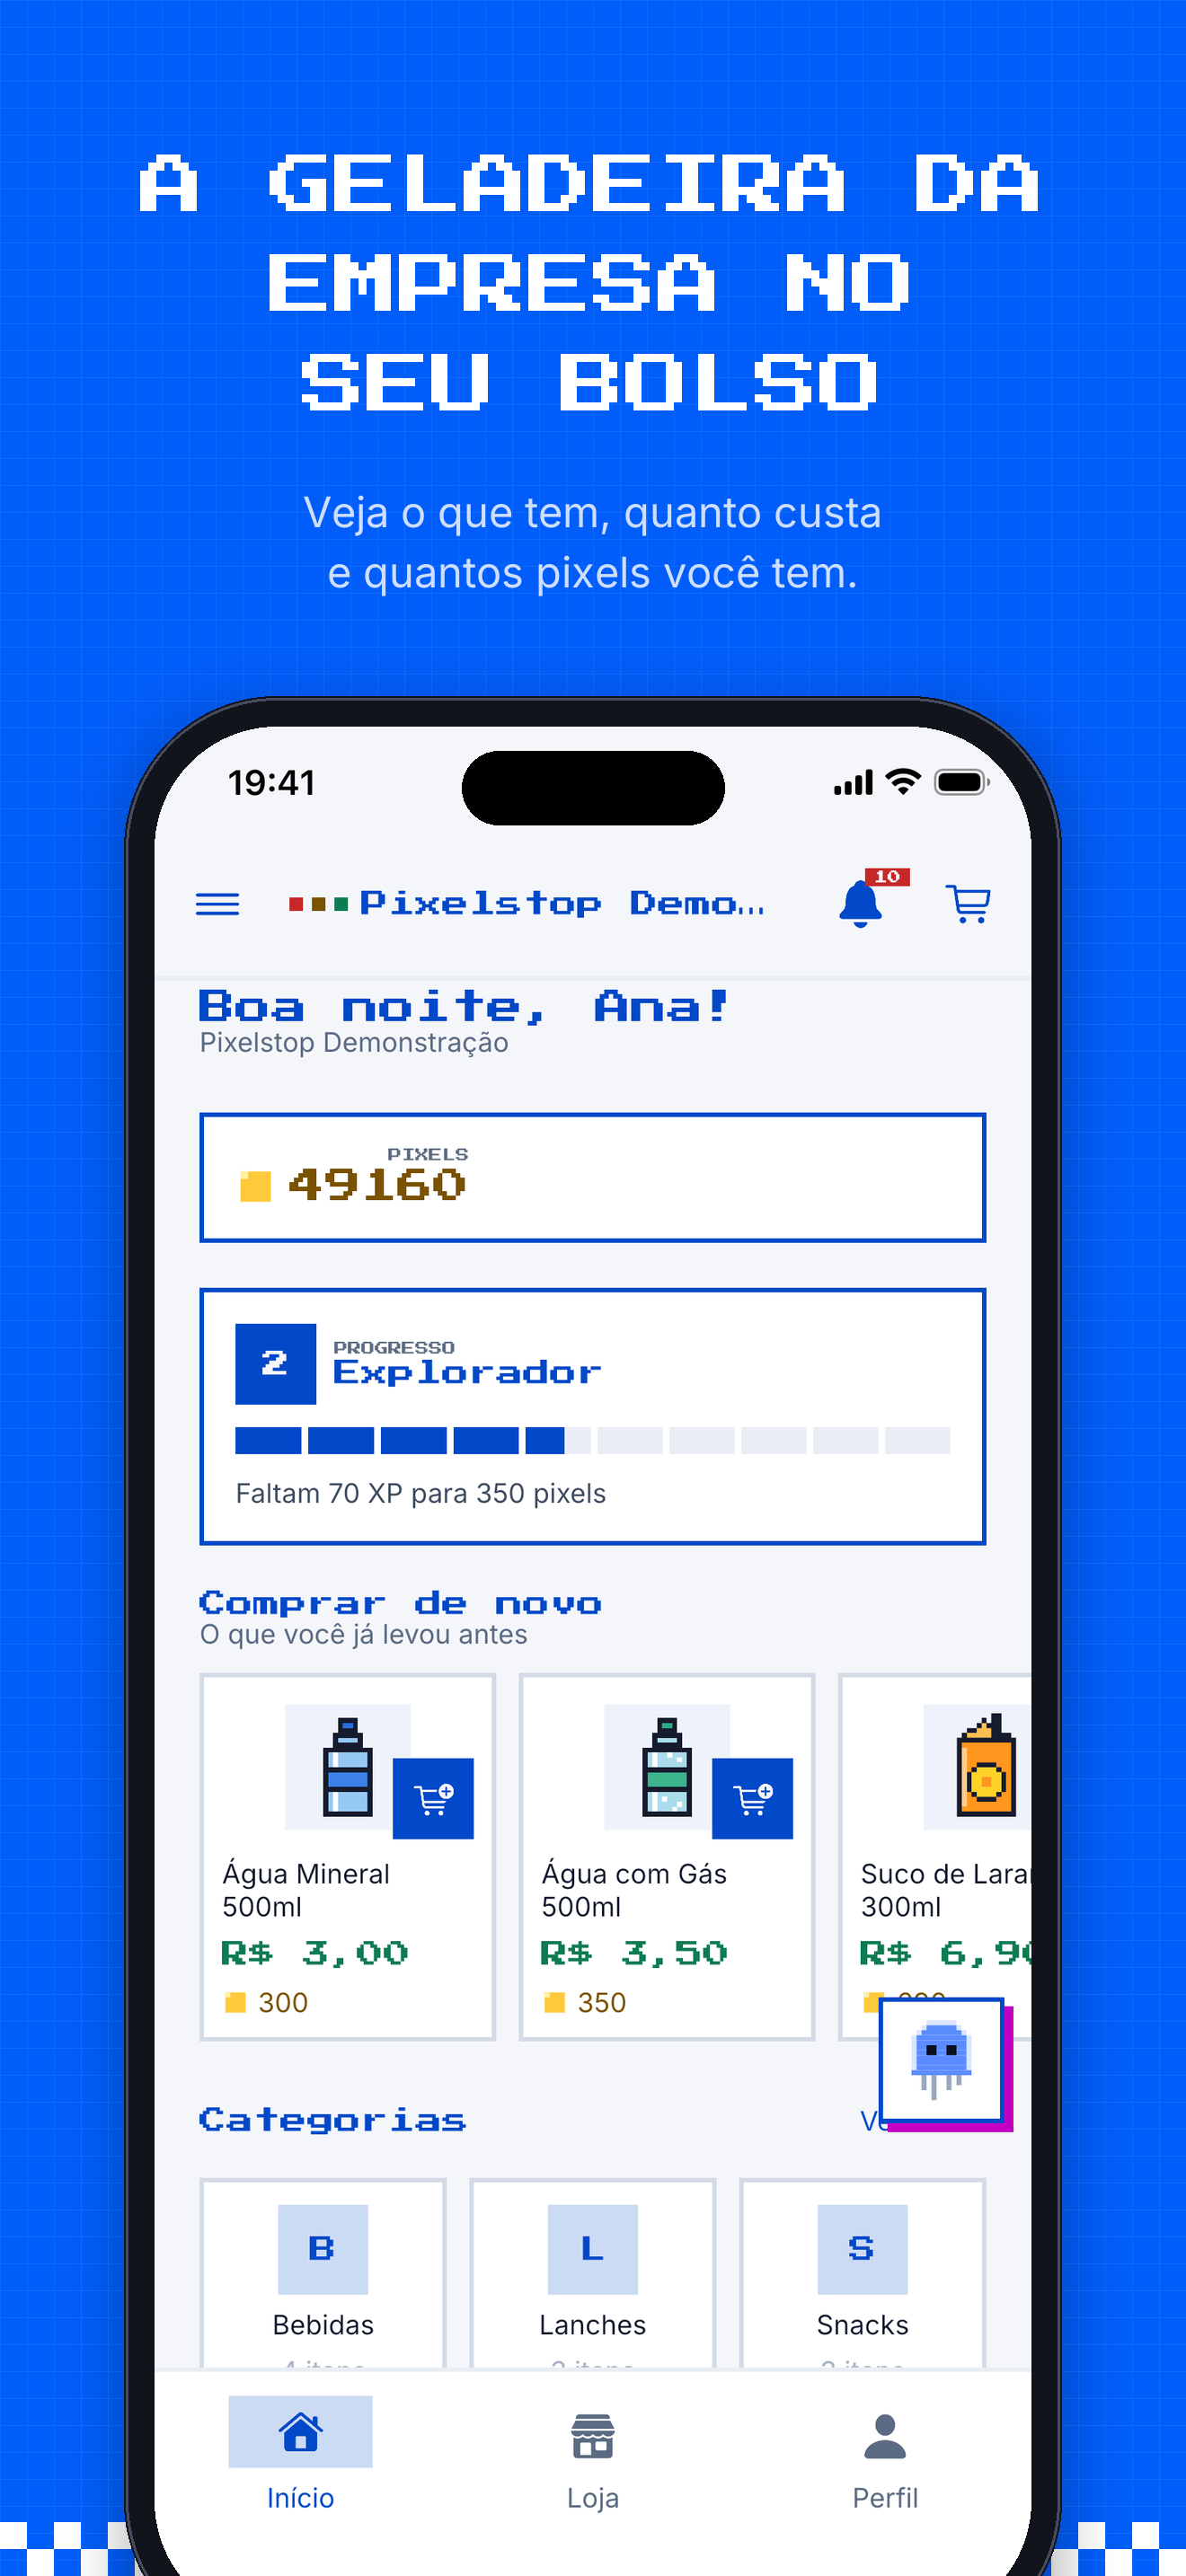 A GELADEIRA DA
EMPRESA NO
SEU BOLSO
Veja o que tem, quanto custa
e quantos pixels você tem.
19:41
Pixelstop Demo...
10
Boa noite, Ana!
Pixelstop Demonstração
PIXELS
49160
2
PROGRESSO
Explorador
Faltam 70 XP para 350 pixels
Comprar de novo
O que você já levou antes
Água Mineral
500ml
R$ 3,00
300
Água com Gás
500ml
R$ 3,50
350
Suco de
300ml
R$
Categorias
B
Bebidas
L
Lanches
S
Snacks
Início
Loja
Perfil